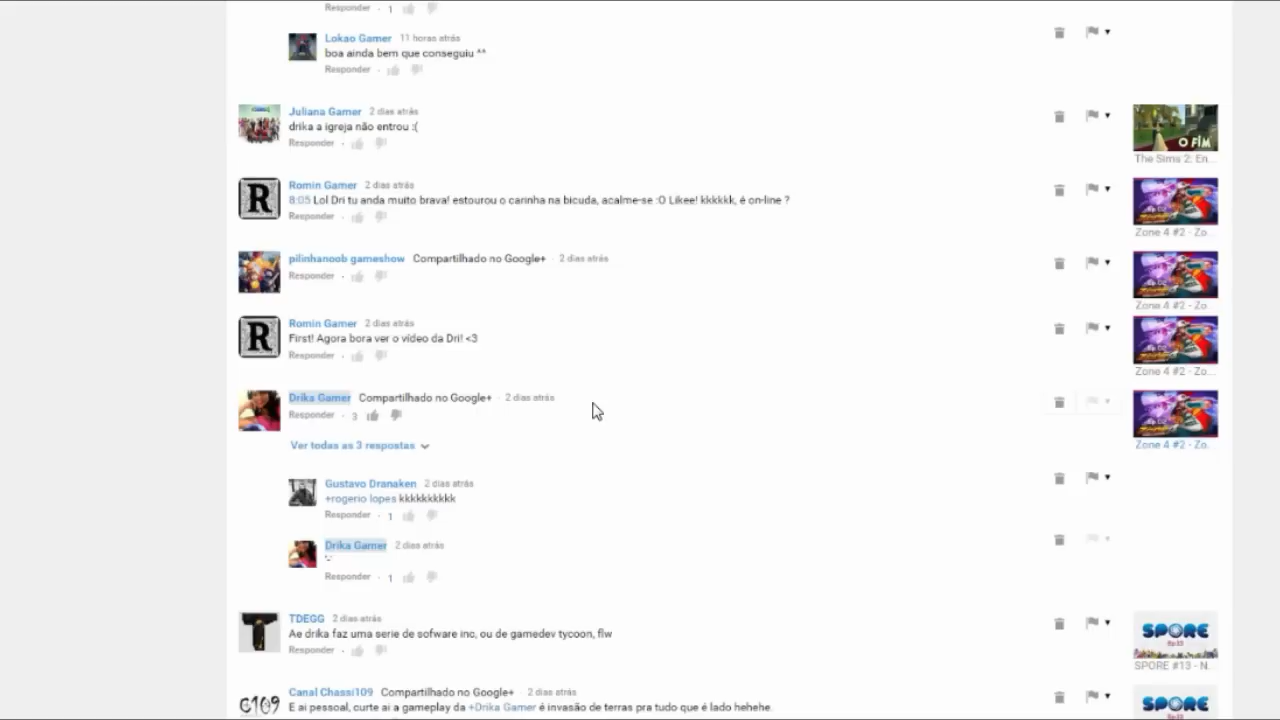 Responder · 1
Lokao Gamer 11 horas atrás
boa ainda bem que conseguiu ^^
Responder ·
Juliana Gamer 2 dias atrás
drika a igreja não entrou :(
Responder ·
O FIM
The Sims 2: En...
Romin Gamer 2 dias atrás
8:05 Lol Dri tu anda muito brava! estourou o carinha na bicuda, acalme-se :O Likee! kkkkkk, é on-line ?
Responder ·
Zone 4 #2 - Zo...
pilinhanoob gameshow Compartilhado no Google+ · 2 dias atrás
Responder ·
Zone 4 #2 - Zo...
Romin Gamer 2 dias atrás
First! Agora bora ver o vídeo da Dri! <3
Responder ·
Zone 4 #2 - Zo...
Drika Gamer Compartilhado no Google+ · 2 dias atrás
Responder · 3
Zone 4 #2 - Zo...
Ver todas as 3 respostas
Gustavo Dranaken 2 dias atrás
+rogerio lopes kkkkkkkkkk
Responder · 1
Drika Gamer 2 dias atrás
'-'
Responder · 1
TDEGG 2 dias atrás
Ae drika faz uma serie de sofware inc, ou de gamedev tycoon, flw
Responder ·
SPORE
SPORE #13 - N...
C109
Canal Chassi109 Compartilhado no Google+ · 2 dias atrás
E ai pessoal, curte ai a gameplay da +Drika Gamer é invasão de terras pra tudo que é lado hehehe.
SPORE